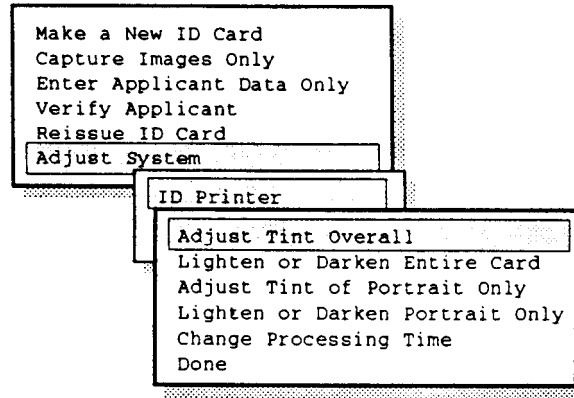 Make a New ID Card
Capture Images Only
Enter Applicant Data Only
Verify Applicant
Reissue ID Card
Adjust System
ID Printer
Adjust Tint Overall
Lighten or Darken Entire Card
Adjust Tint of Portrait Only
Lighten or Darken Portrait Only
Change Processing Time
Done